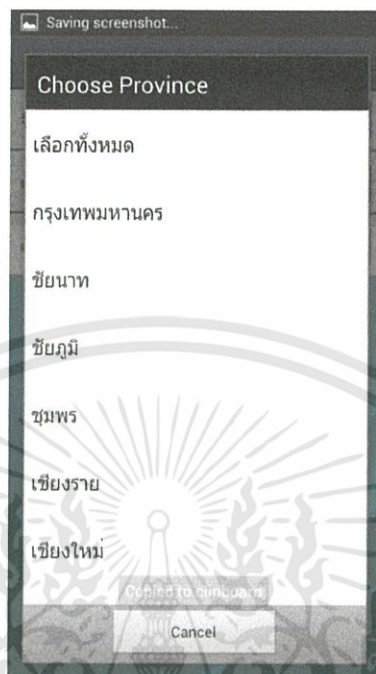 Saving screenshot...
Choose Province
เลือกทั้งหมด
กรุงเทพมหานคร
ชัยนาท
ชัยภูมิ
ชุมพร
เชียงราย
เชียงใหม่
Copied to clipboard
Cancel